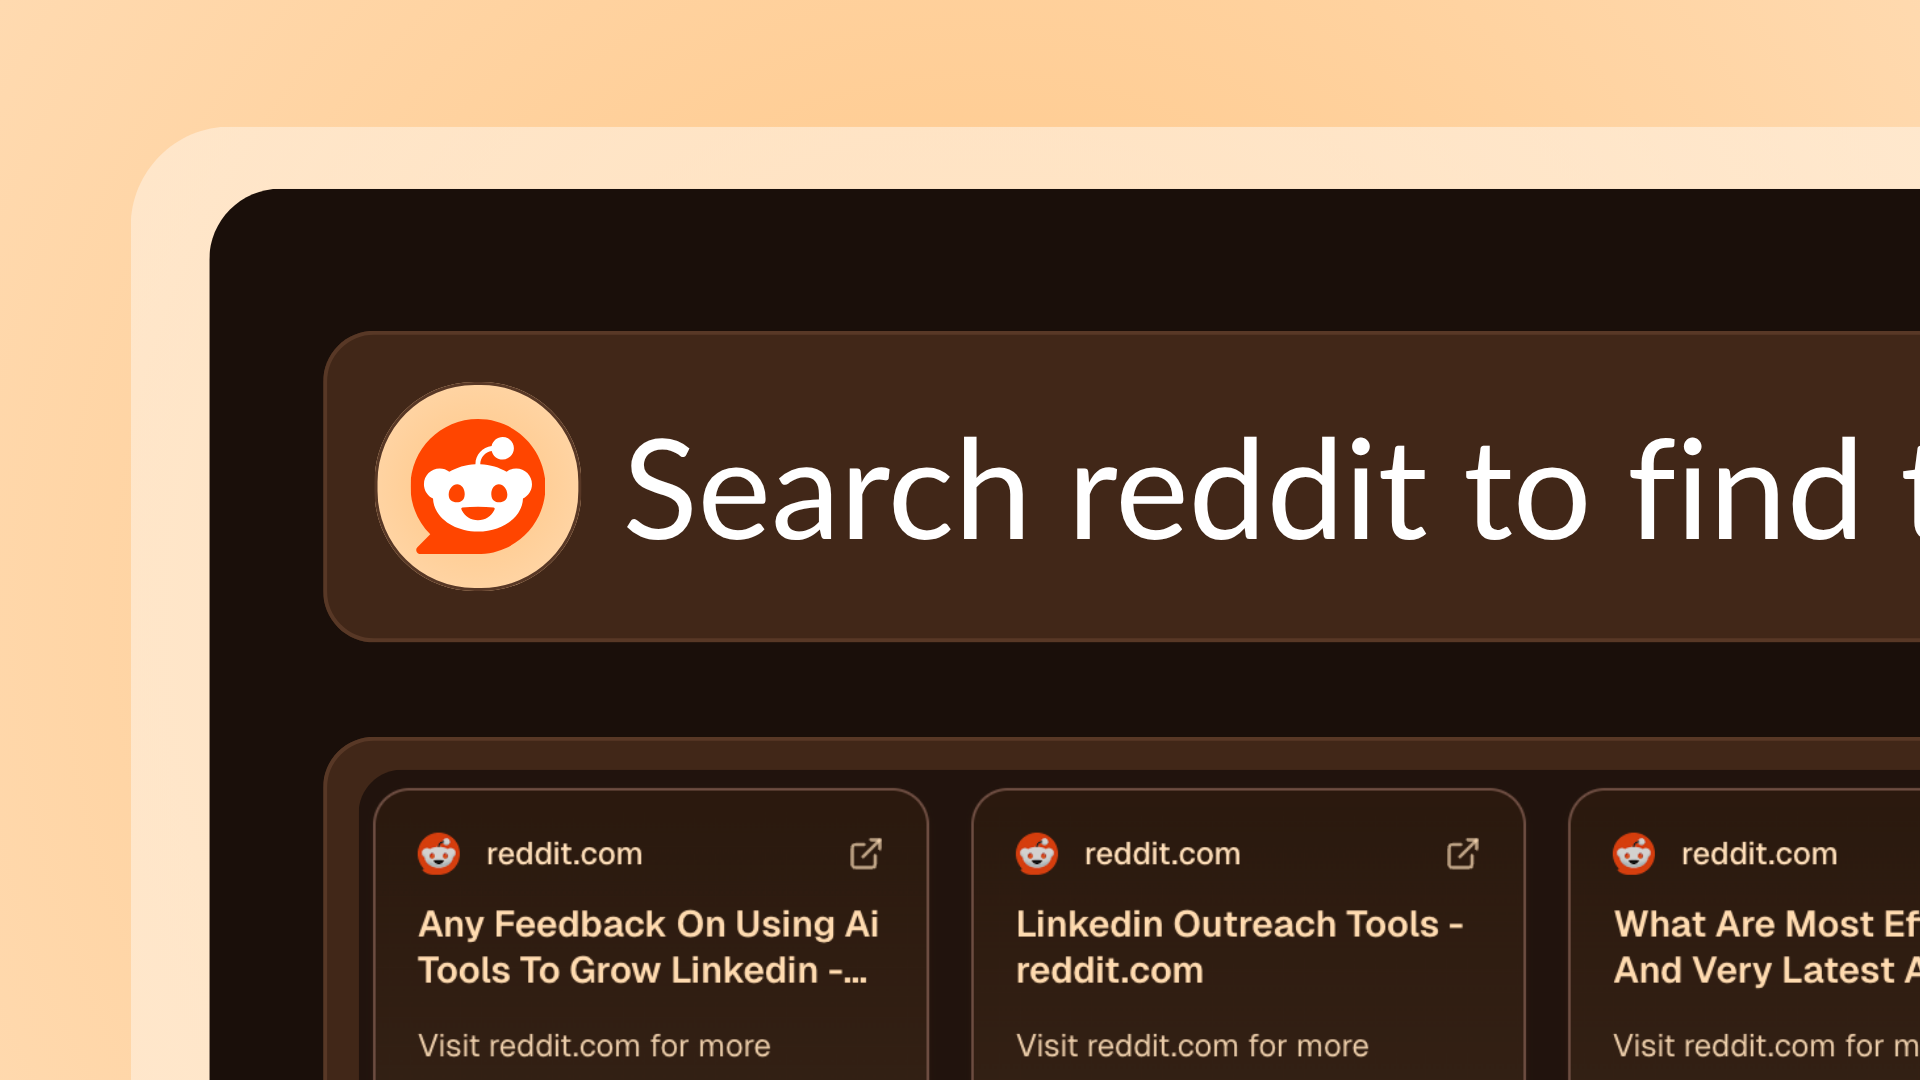 Search reddit to find
reddit.com
Any Feedback On Using Ai
Tools To Grow Linkedin -...
Visit reddit.com for more
reddit.com
Linkedin Outreach Tools -
reddit.com
Visit reddit.com for more
reddit.com
What Are Most
And Very Latest
Visit reddit.com for